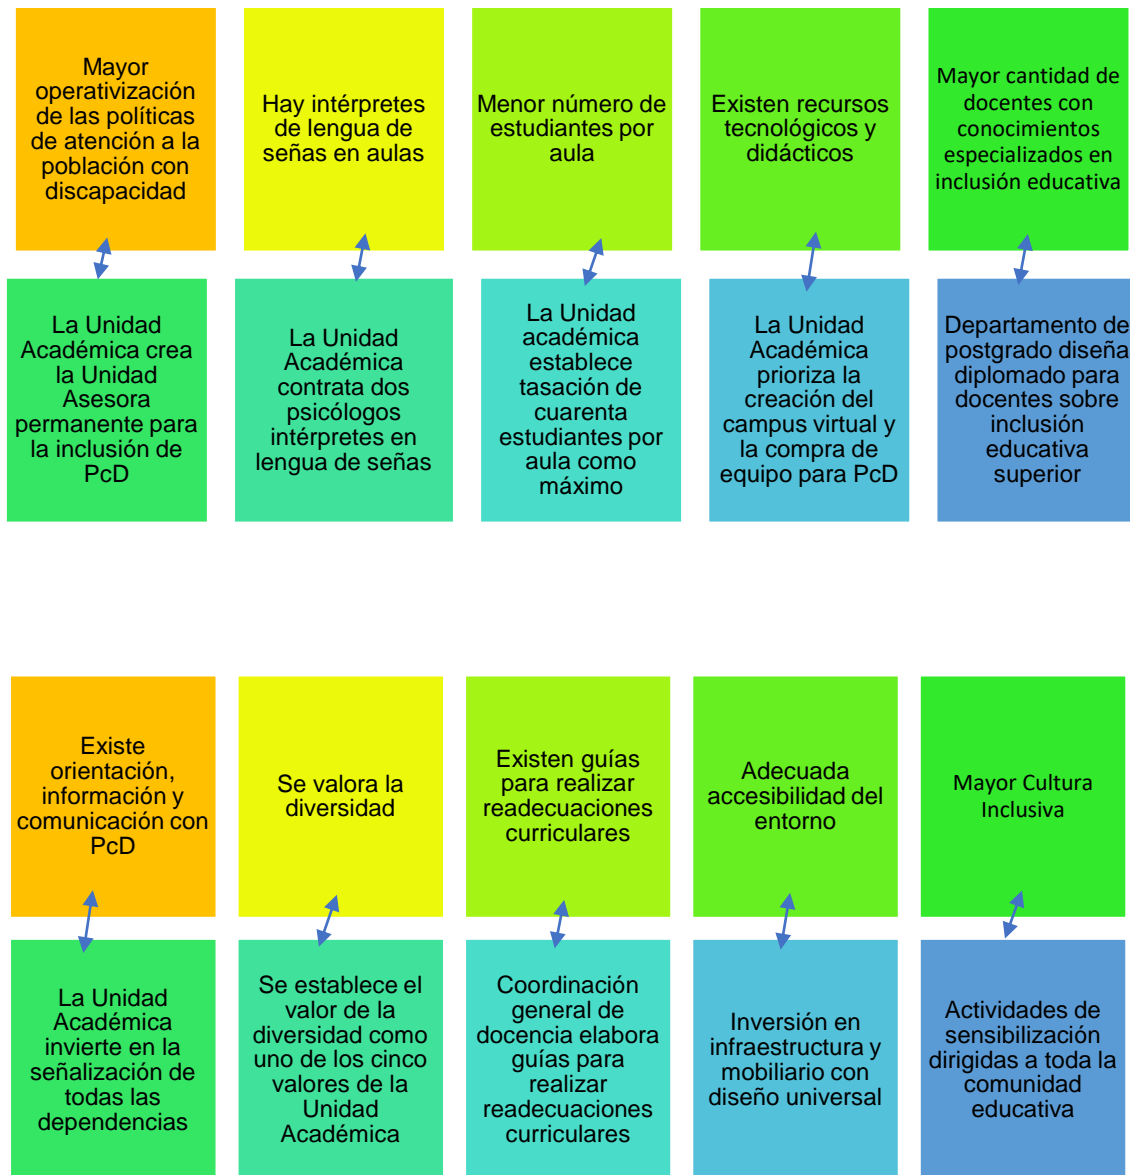 Mayor
operativización
de las políticas
de atención a la
población con
discapacidad
Hay intérpretes
de lengua de
señas en aulas
Menor número de
estudiantes por
aula
Existen recursos
tecnológicos y
didácticos
Mayor cantidad de
docentes con
conocimientos
especializados en
inclusión educativa
La Unidad
Académica crea
la Unidad
Asesora
permanente para
la inclusión de
PcD
La Unidad
Académica
contrata dos
psicólogos
intérpretes en
lengua de señas
La Unidad
académica
establece
tasación de
cuarenta
estudiantes por
aula como
máximo
La Unidad
Académica
prioriza la
creación del
campus virtual y
la compra de
equipo para PcD
Departamento de
postgrado diseña
diplomado para
docentes sobre
inclusión
educativa
superior
Existe
orientación,
información y
comunicación con
PcD
Se valora la
diversidad
Existen guías
para realizar
readecuaciones
curriculares
Adecuada
accesibilidad del
entorno
Mayor Cultura
Inclusiva
La Unidad
Académica
invierte en la
señalización de
todas las
dependencias
Se establece el
valor de la
diversidad como
uno de los cinco
valores de la
Unidad
Académica
Coordinación
general de
docencia elabora
guías para
realizar
readecuaciones
curriculares
Inversión en
infraestructura y
mobiliario con
diseño universal
Actividades de
sensibilización
dirigidas a toda la
comunidad
educativa